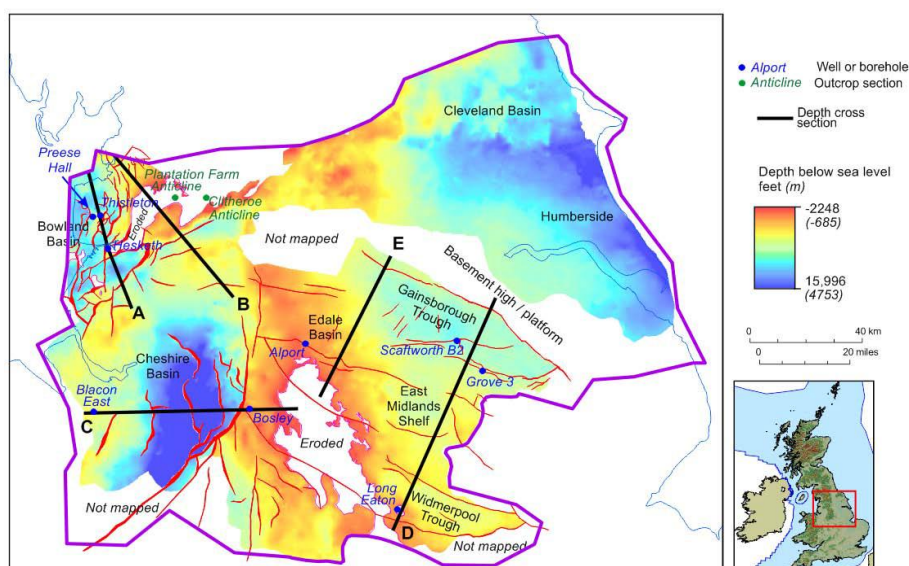 Cleveland Basin
Preese
Hall
Plantation Farm
Anticline
Thistleton
Clitheroe
Anticline
Bowland
Basin
Eroded
Hesketh
Humberside
Not mapped
E
Basement high / platform
A
B
Gainsborough
Trough
Edale
Basin
Cheshire
Basin
Alport
Scaftworth B2
Grove 3
Blacon
East
East
Midlands
Shelf
C
Bosley
Eroded
Not mapped
Long
Eaton
Widmerpool
Trough
D
Not mapped
Alport
Well or borehole
Anticline
Outcrop section
Depth cross
section
Depth below sea level
feet (m)
-2248
(-685)
15,996
(4753)
0
40 km
0
20 miles